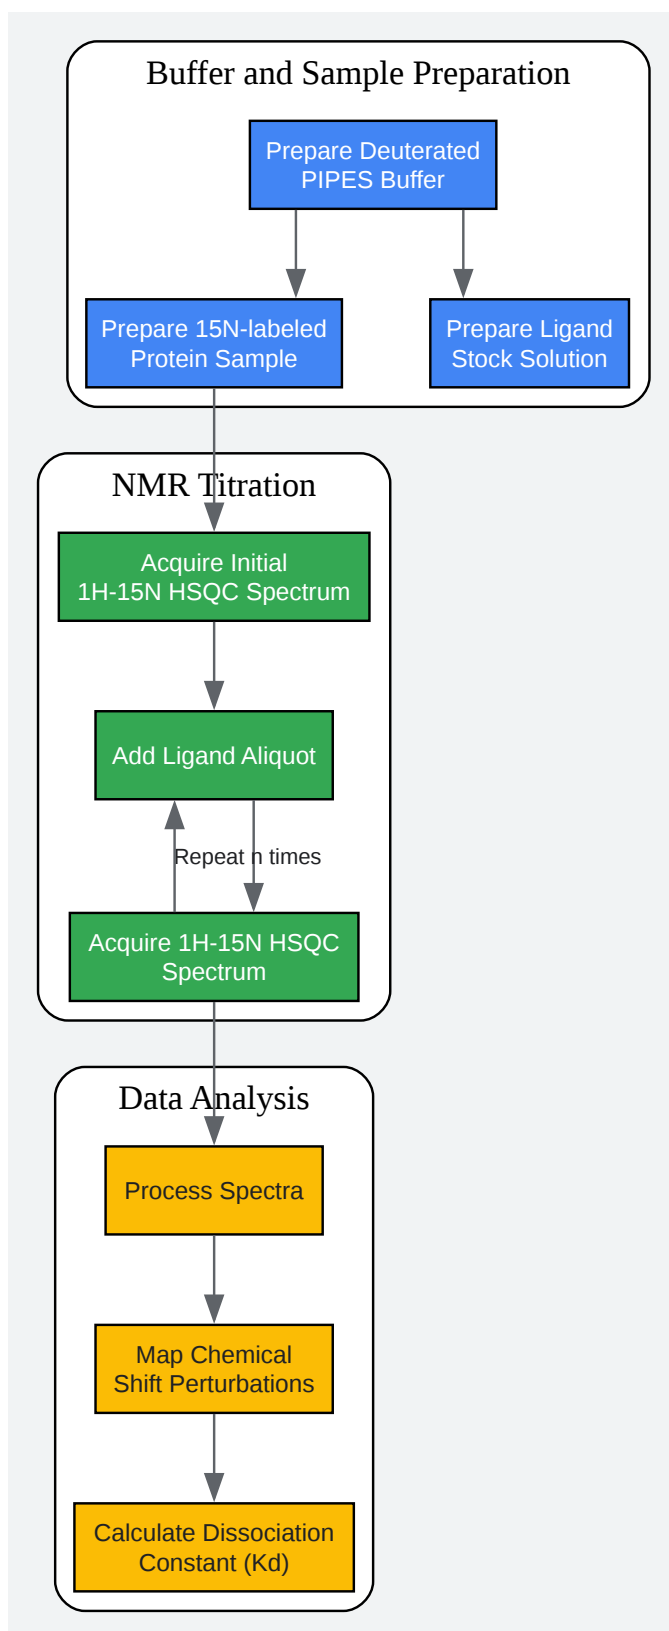 Buffer and Sample Preparation
Prepare Deuterated
PIPES Buffer
Prepare 15N-labeled
Protein Sample
Prepare Ligand
Stock Solution
NMR Titration
Acquire Initial
1H-15N HSQC Spectrum
Add Ligand Aliquot
Repeat n times
Acquire 1H-15N HSQC
Spectrum
Data Analysis
Process Spectra
Map Chemical
Shift Perturbations
Calculate Dissociation
Constant (Kd)